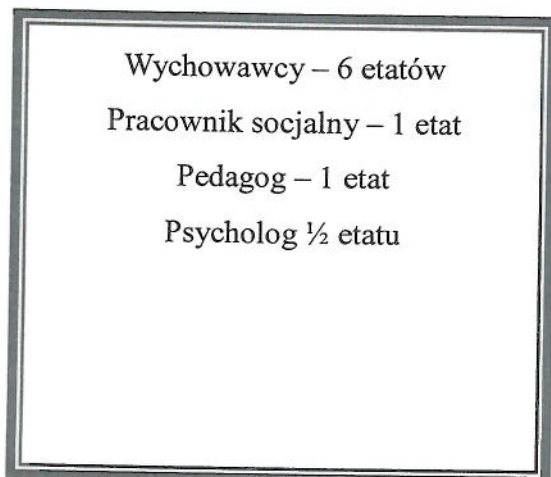 Wychowawcy – 6 etatów
Pracownik socjalny – 1 etat
Pedagog – 1 etat
Psycholog ½ etatu